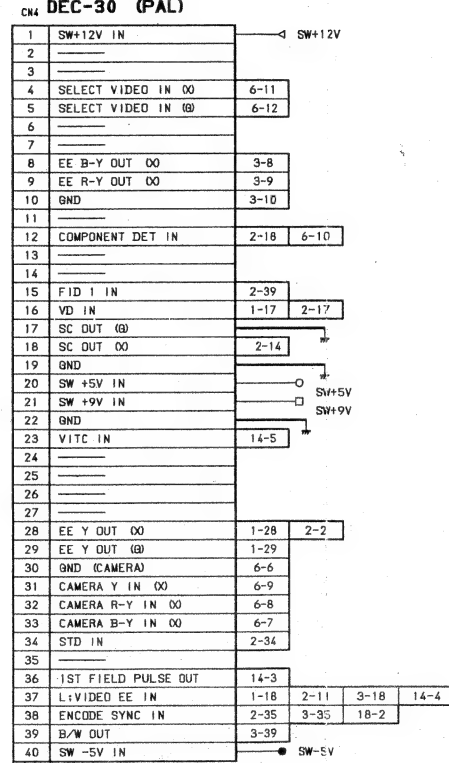 CN4 DEC-30 (PAL)
1 SW+12V IN SW+12V
2 ———
3 ———
4 SELECT VIDEO IN (X) 6-11
5 SELECT VIDEO IN (G) 6-12
6 ———
7 ———
8 EE B-Y OUT (X) 3-8
9 EE R-Y OUT (X) 3-9
10 GND 3-10
11 ———
12 COMPONENT DET IN 2-18 6-10
13 ———
14 ———
15 FID 1 IN 2-39
16 VD IN 1-17 2-17
17 SC OUT (G)
18 SC OUT (X) 2-14
19 GND
20 SW +5V IN SW+5V
21 SW +9V IN SW+9V
22 GND
23 VITC IN 14-5
24 ———
25 ———
26 ———
27 ———
28 EE Y OUT (X) 1-28 2-2
29 EE Y OUT (G) 1-29
30 GND (CAMERA) 6-6
31 CAMERA Y IN (X) 6-9
32 CAMERA R-Y IN (X) 6-8
33 CAMERA B-Y IN (X) 6-7
34 STD IN 2-34
35 ———
36 1ST FIELD PULSE OUT 14-3
37 L:VIDEO EE IN 1-18 2-11 3-18 14-4
38 ENCODE SYNC IN 2-35 3-35 18-2
39 B/W OUT 3-39
40 SW -5V IN SW-5V